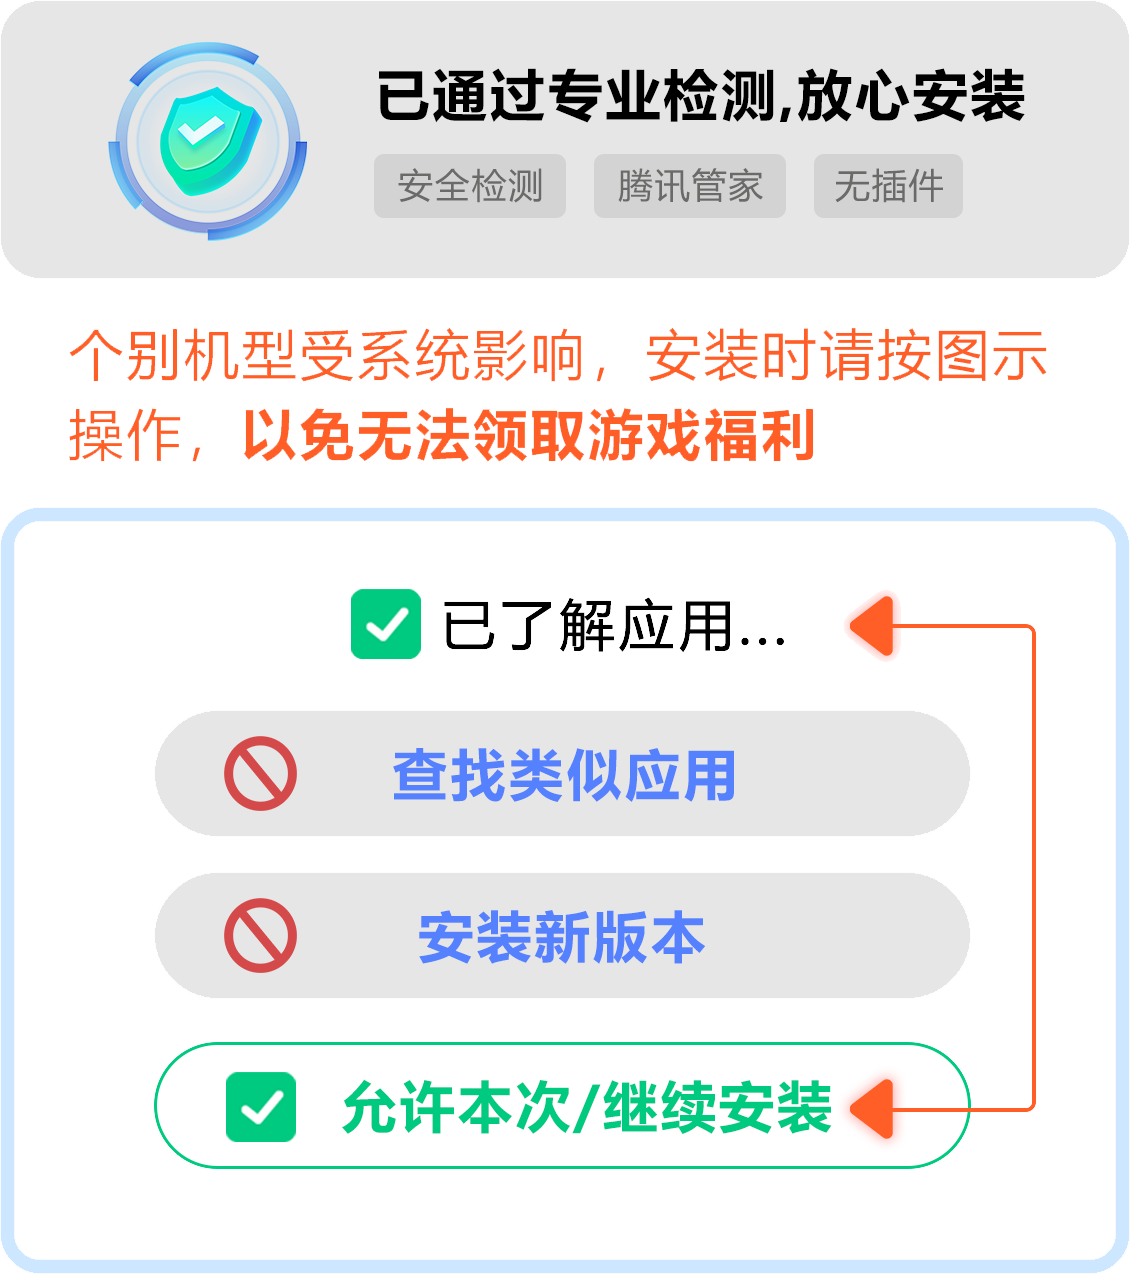 已通过专业检测,放心安装
安全检测 腾讯管家 无插件
个别机型受系统影响，安装时请按图示
操作，以免无法领取游戏福利
已了解应用...
查找类似应用
安装新版本
允许本次/继续安装